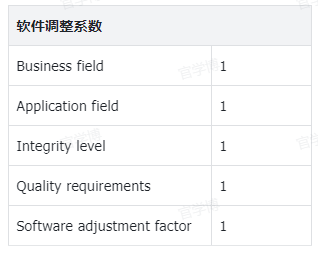 软件调整系数
Business field 1
Application field 1
Integrity level 1
Quality requirements 1
Software adjustment factor 1